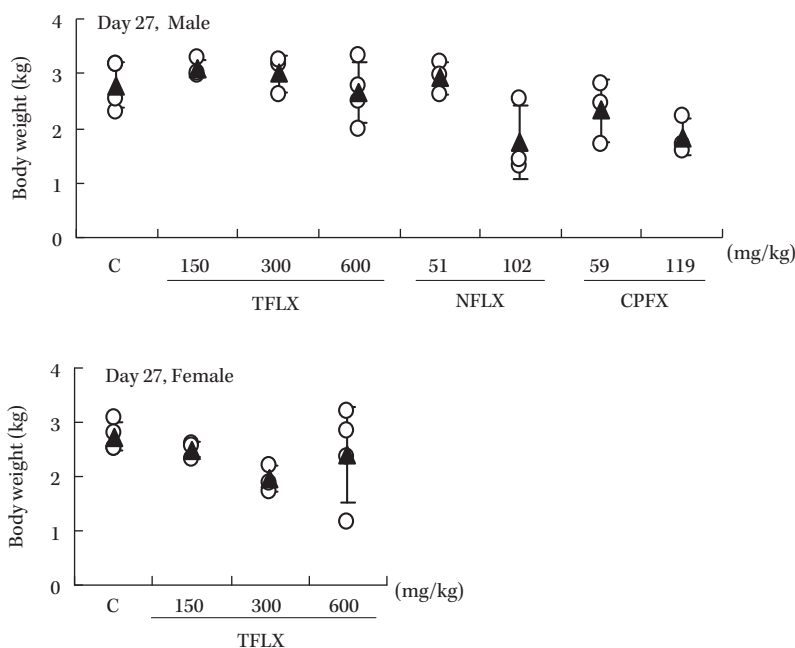 Day 27, Male
Body weight (kg)
4
3
2
1
0
C 150 300 600 51 102 59 119 (mg/kg)
TFLX NFLX CPFX
Day 27, Female
Body weight (kg)
4
3
2
1
0
C 150 300 600 (mg/kg)
TFLX